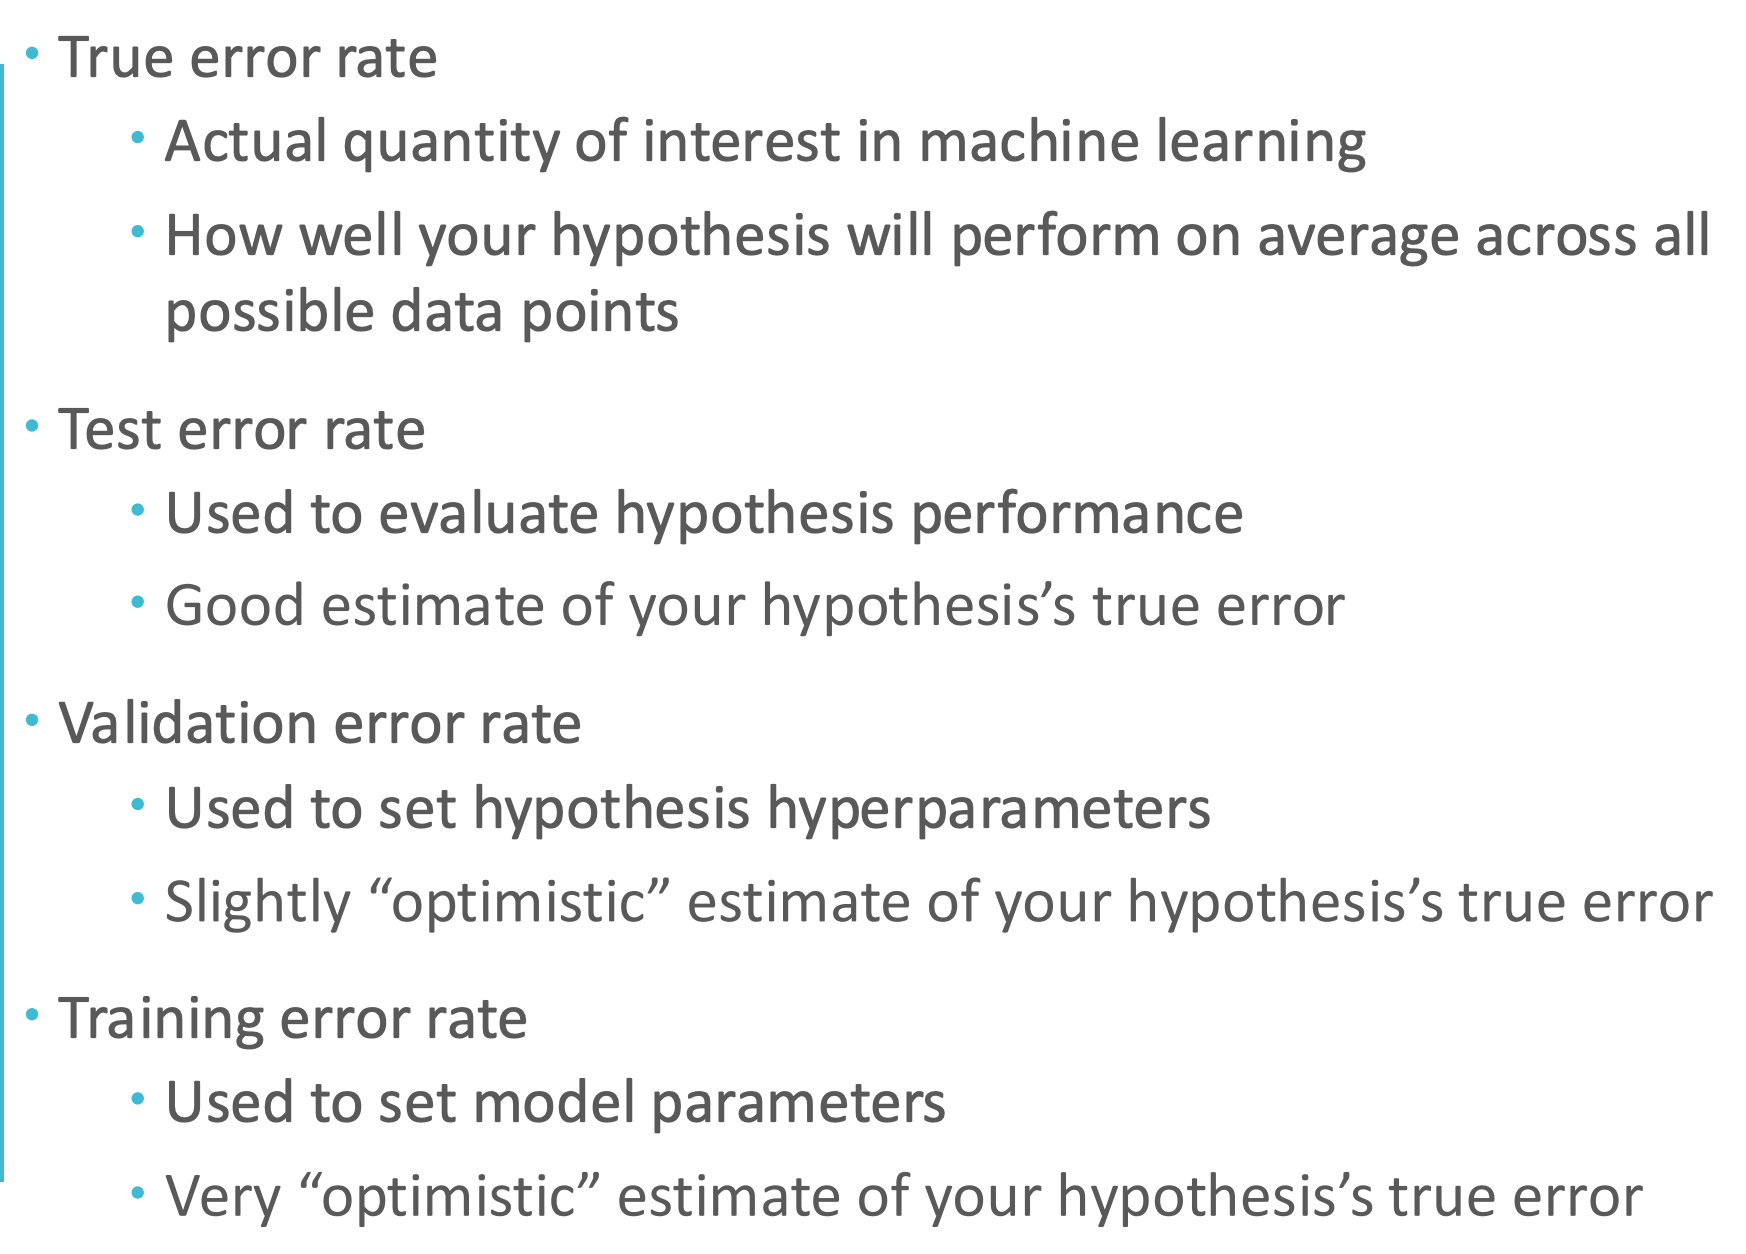 • True error rate
• Actual quantity of interest in machine learning
• How well your hypothesis will perform on average across all
possible data points
• Test error rate
• Used to evaluate hypothesis performance
• Good estimate of your hypothesis’s true error
• Validation error rate
• Used to set hypothesis hyperparameters
• Slightly “optimistic” estimate of your hypothesis’s true error
• Training error rate
• Used to set model parameters
• Very “optimistic” estimate of your hypothesis’s true error